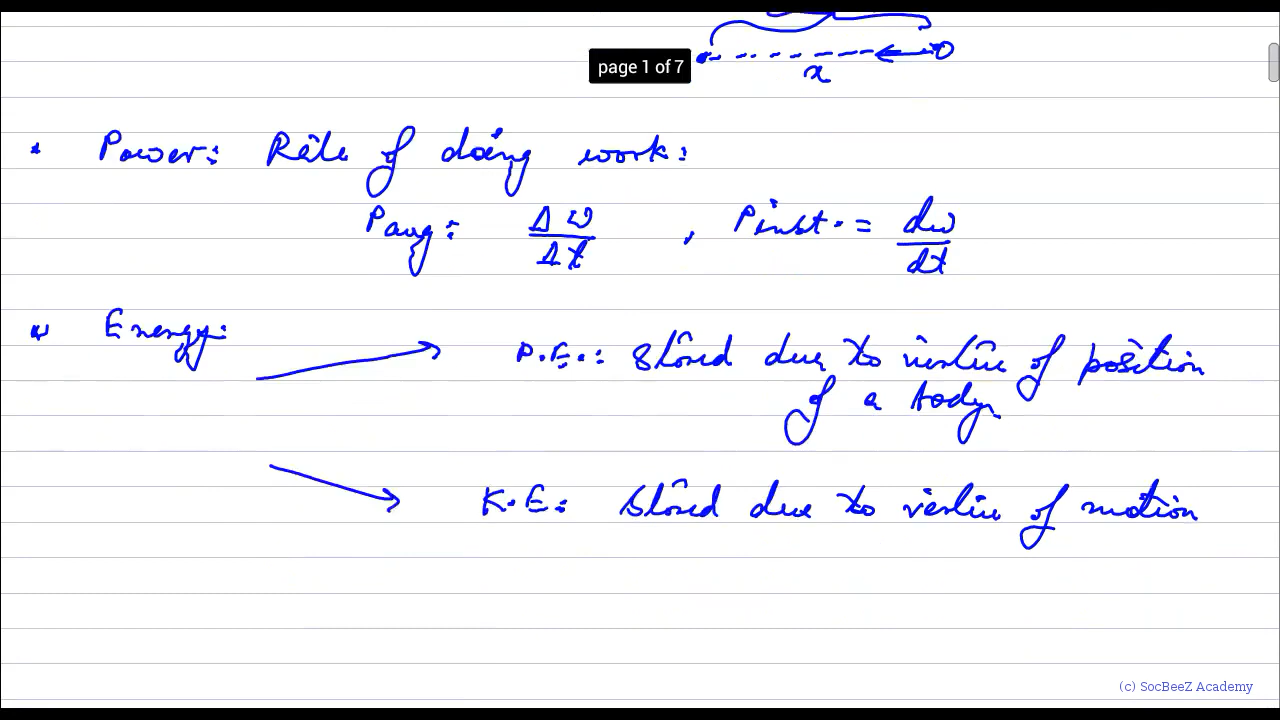 page 1 of 7
x
Power: Rate of doing work:
Pavg: ΔW/Δt , Pinst. = dw/dt
Energy:
P.E.: Stored due to virtue of position
of a body
K.E: Stored due to virtue of motion
(c) SocBeeZ Academy